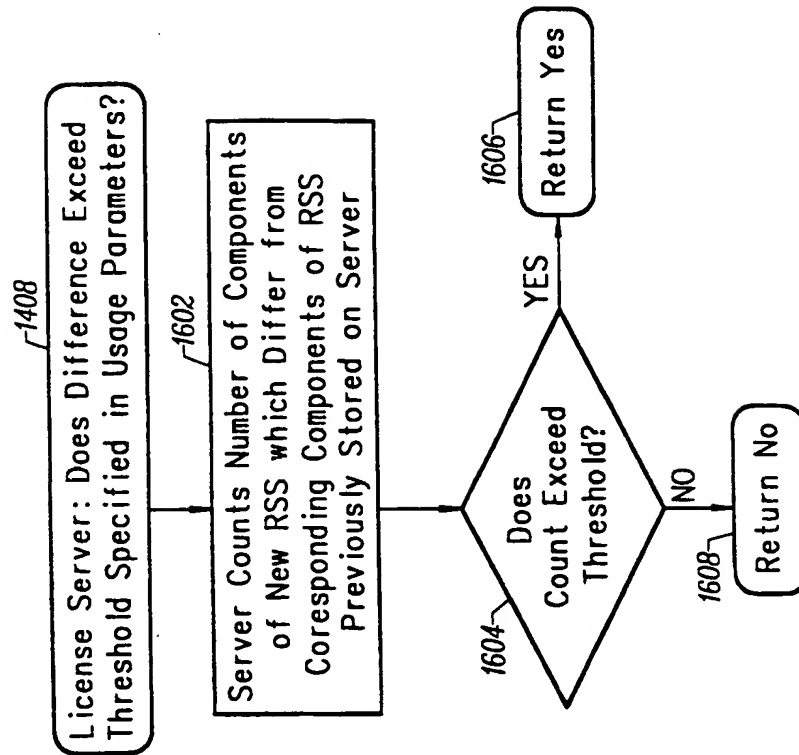 1408
License Server: Does Difference Exceed
Threshold Specified in Usage Parameters?
1602
Server Counts Number of Components
of New RSS which Differ from
Coresponding Components of RSS
Previously Stored on Server
1604
Does
Count Exceed
Threshold?
YES
1606
Return Yes
NO
1608
Return No